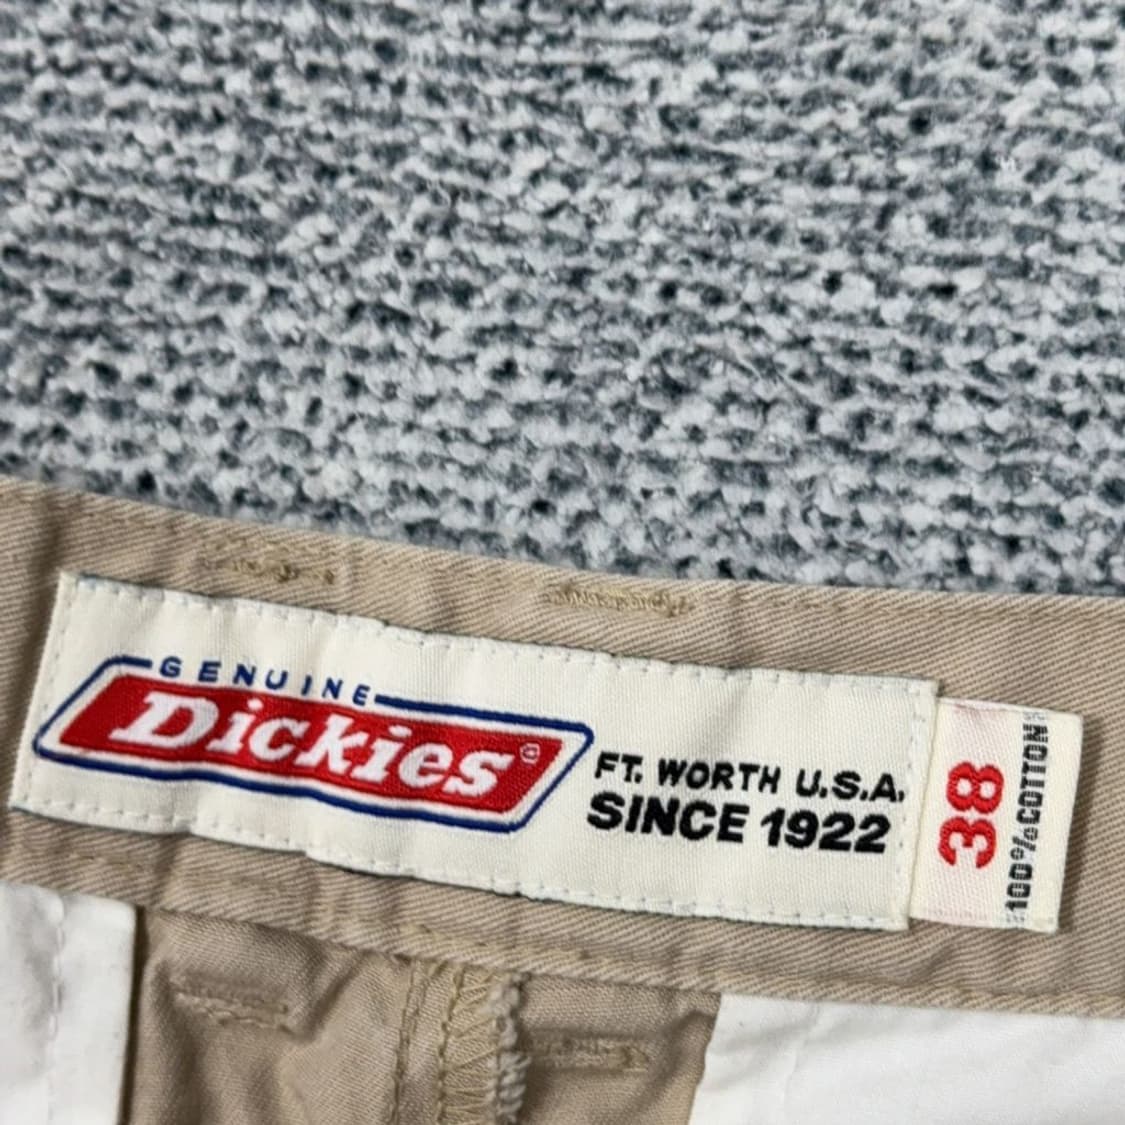 GENUINE
Dickies®
FT. WORTH U.S.A.
SINCE 1922
38
100% COTTON